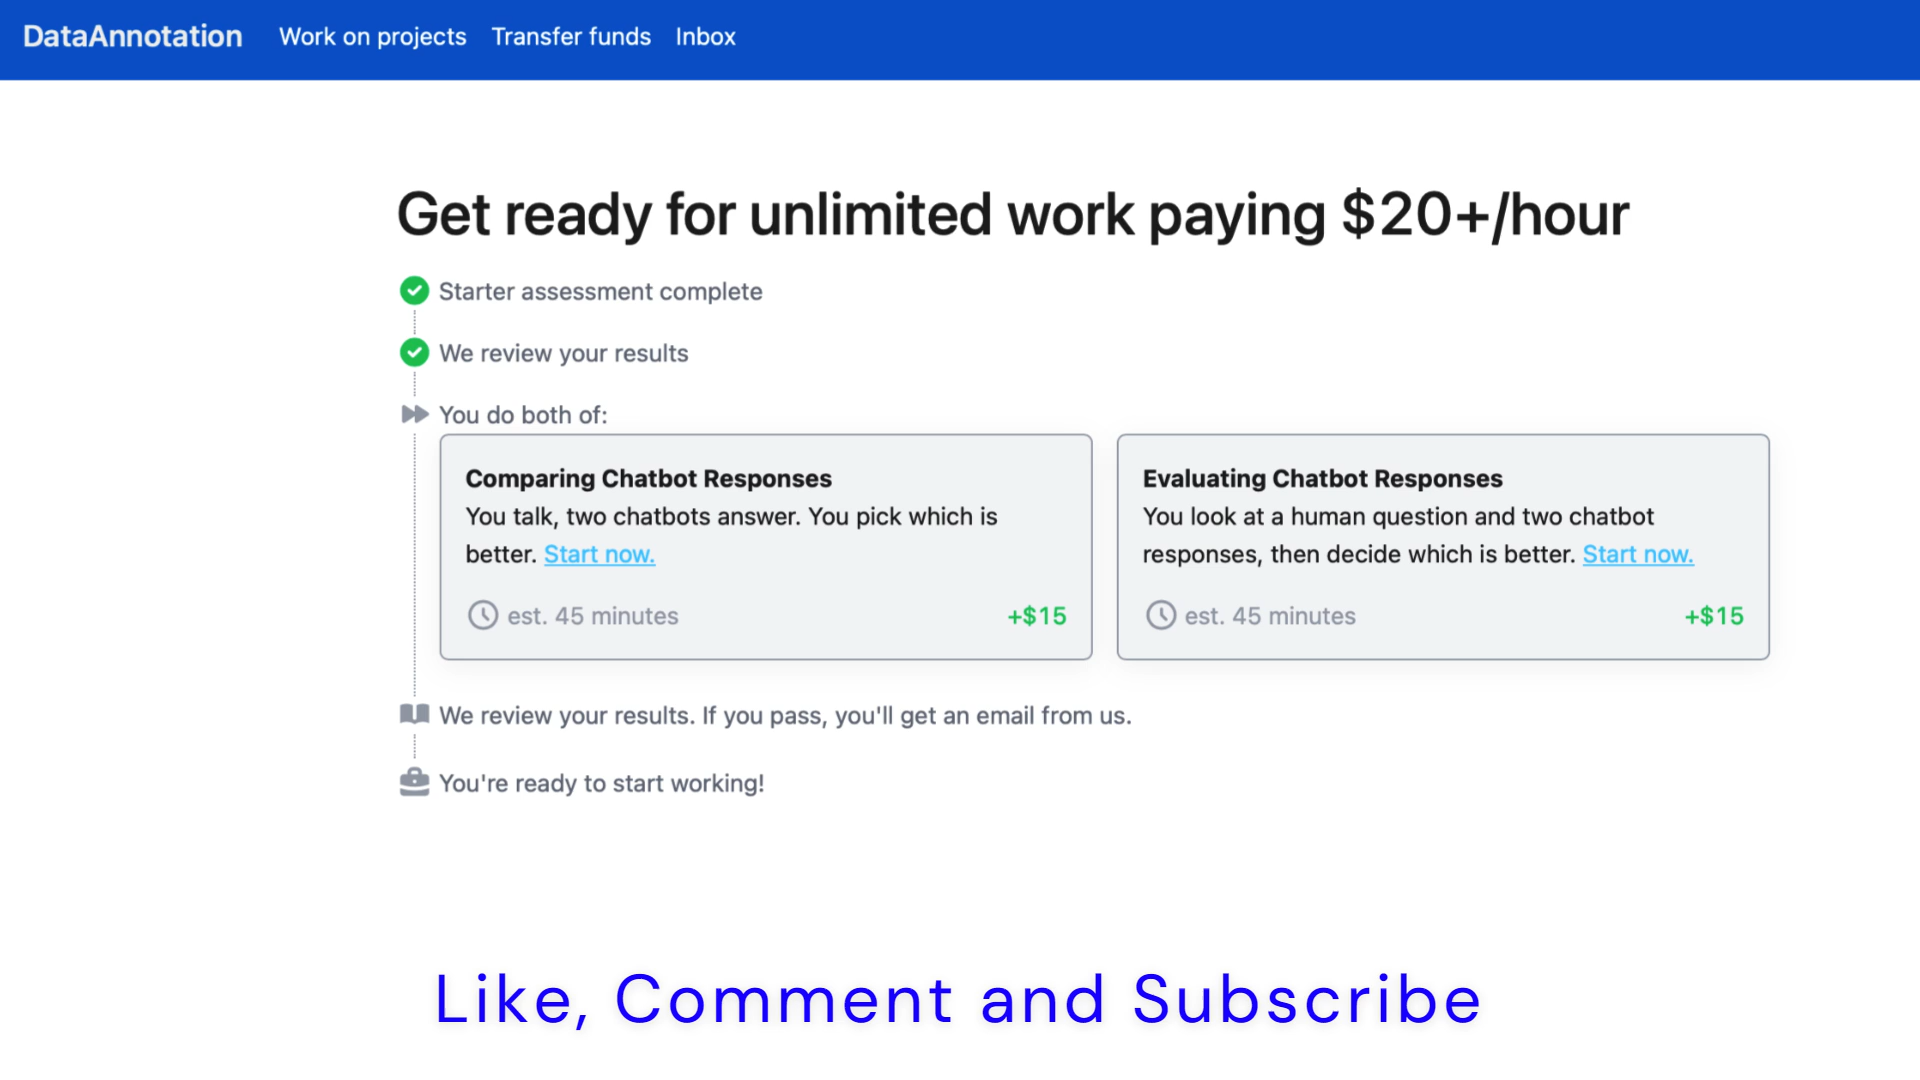 DataAnnotation Work on projects Transfer funds Inbox
Get ready for unlimited work paying $20+/hour
Starter assessment complete
We review your results
You do both of:
Comparing Chatbot Responses
You talk, two chatbots answer. You pick which is
better. Start now.
est. 45 minutes +$15
Evaluating Chatbot Responses
You look at a human question and two chatbot
responses, then decide which is better. Start now.
est. 45 minutes +$15
We review your results. If you pass, you'll get an email from us.
You're ready to start working!
Like, Comment and Subscribe